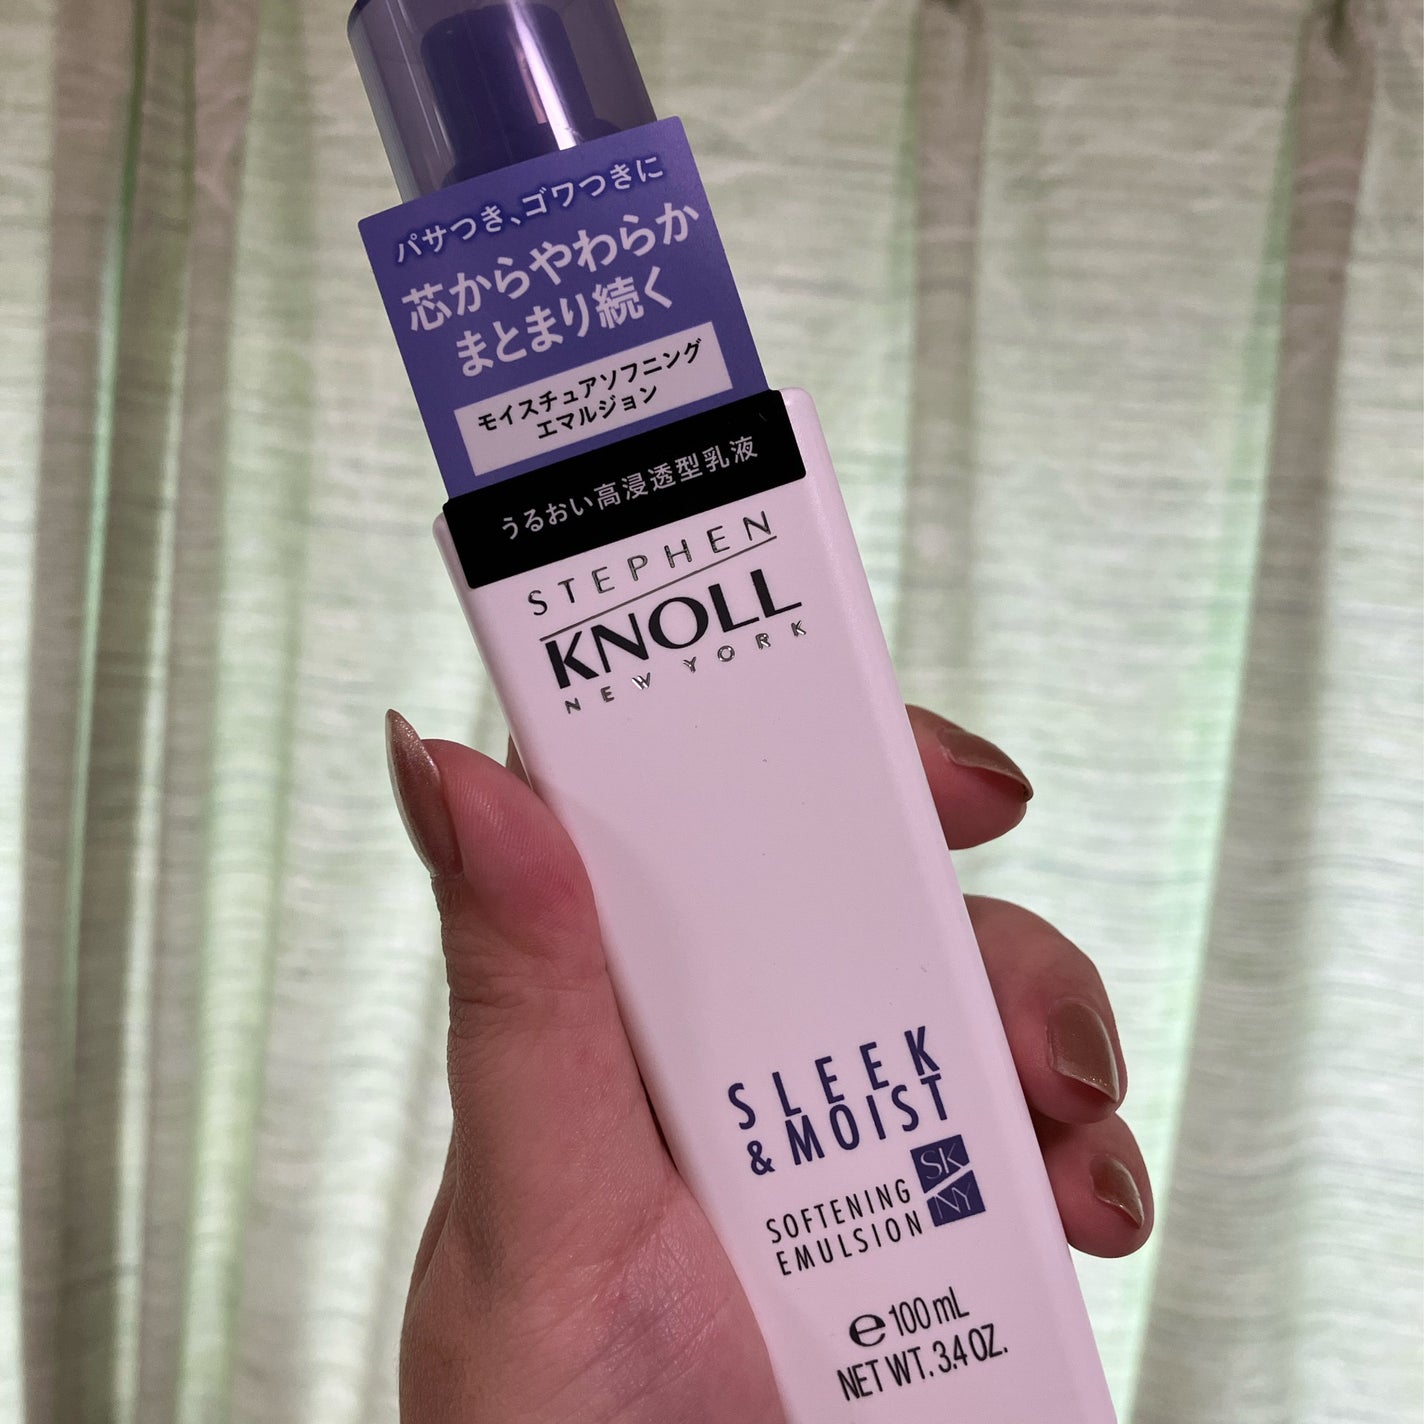 パサつき、ゴワつきに
芯からやわらか
まとまり続く
モイスチュアソフニング
エマルジョン
うるおい高浸透型乳液
STEPHEN
KNOLL
NEW YORK
SLEEK
& MOIST
SK
NY
SOFTENING
EMULSION
e 100 mL
NET WT. 3.4 OZ.